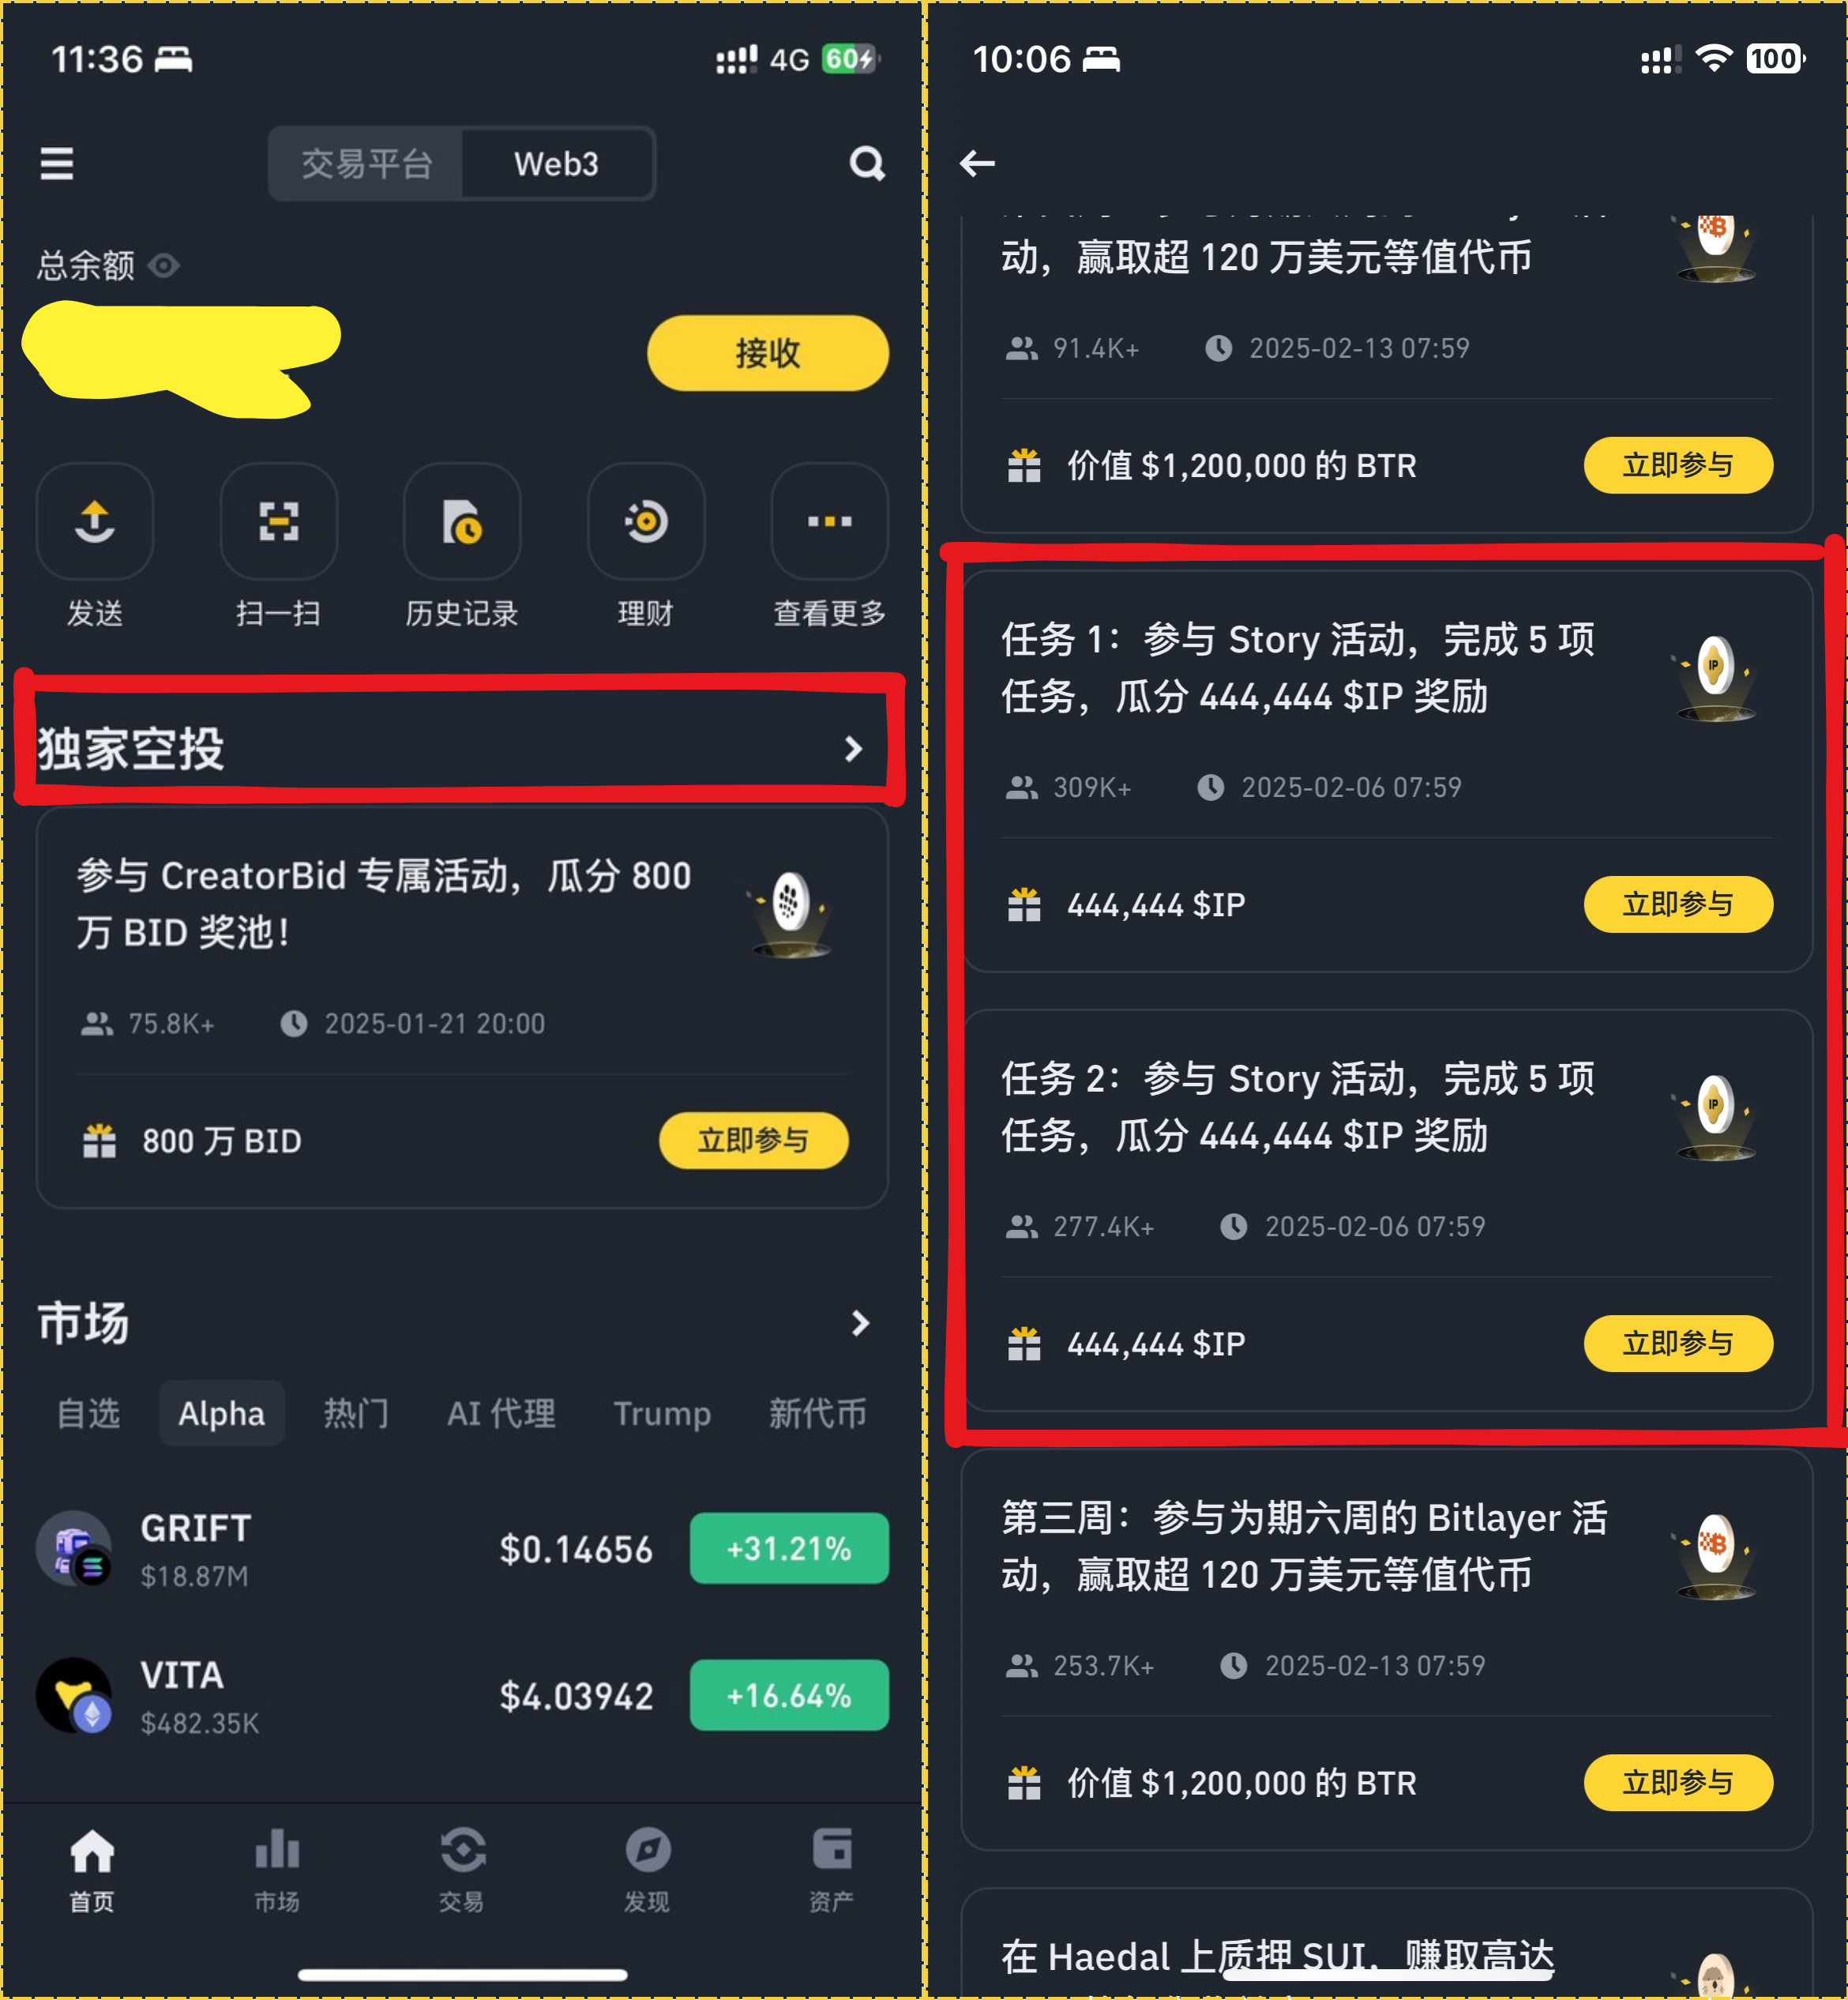 11:36
4G
60
交易平台
Web3
总余额
接收
发送
扫一扫
历史记录
理财
查看更多
独家空投
参与 CreatorBid 专属活动，瓜分 800
万 BID 奖池！
75.8K+
2025-01-21 20:00
800 万 BID
立即参与
市场
自选
Alpha
热门
AI 代理
Trump
新代币
GRIFT
$18.87M
$0.14656
+31.21%
VITA
$482.35K
$4.03942
+16.64%
首页
市场
交易
发现
资产
10:06
100
动，赢取超 120 万美元等值代币
91.4K+
2025-02-13 07:59
价值 $1,200,000 的 BTR
立即参与
任务 1：参与 Story 活动，完成 5 项
任务，瓜分 444,444 $IP 奖励
IP
309K+
2025-02-06 07:59
444,444 $IP
立即参与
任务 2：参与 Story 活动，完成 5 项
任务，瓜分 444,444 $IP 奖励
IP
277.4K+
2025-02-06 07:59
444,444 $IP
立即参与
第三周：参与为期六周的 Bitlayer 活
动，赢取超 120 万美元等值代币
253.7K+
2025-02-13 07:59
价值 $1,200,000 的 BTR
立即参与
在 Haedal 上质押 SUI，赚取高达